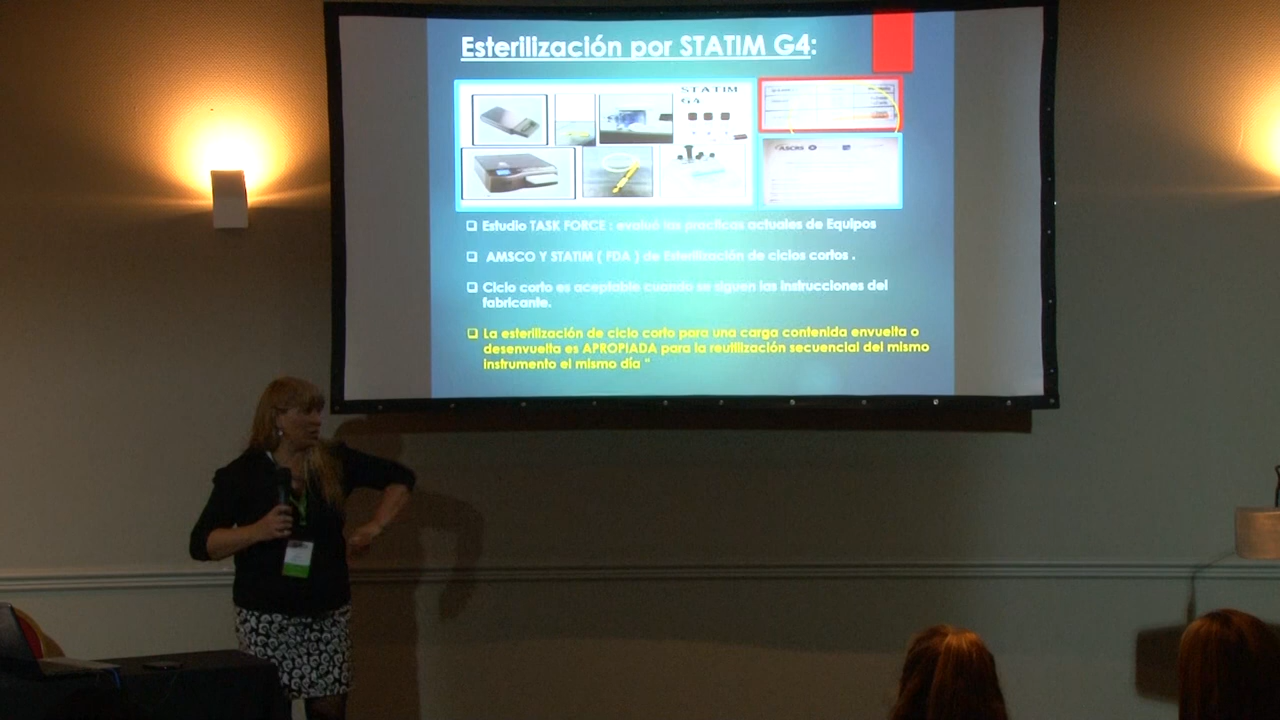 Esterilización por STATIM G4:
STATIM
G4
ASCRS
❑ Estudio TASK FORCE : evaluó las practicas actuales de Equipos
❑ AMSCO Y STATIM ( FDA ) de Esterilización de ciclos cortos .
❑ Ciclo corto es aceptable cuando se siguen las instrucciones del
fabricante.
❑ La esterilización de ciclo corto para una carga contenida envuelta o
desenvuelta es APROPIADA para la reutilización secuencial del mismo
instrumento el mismo día “